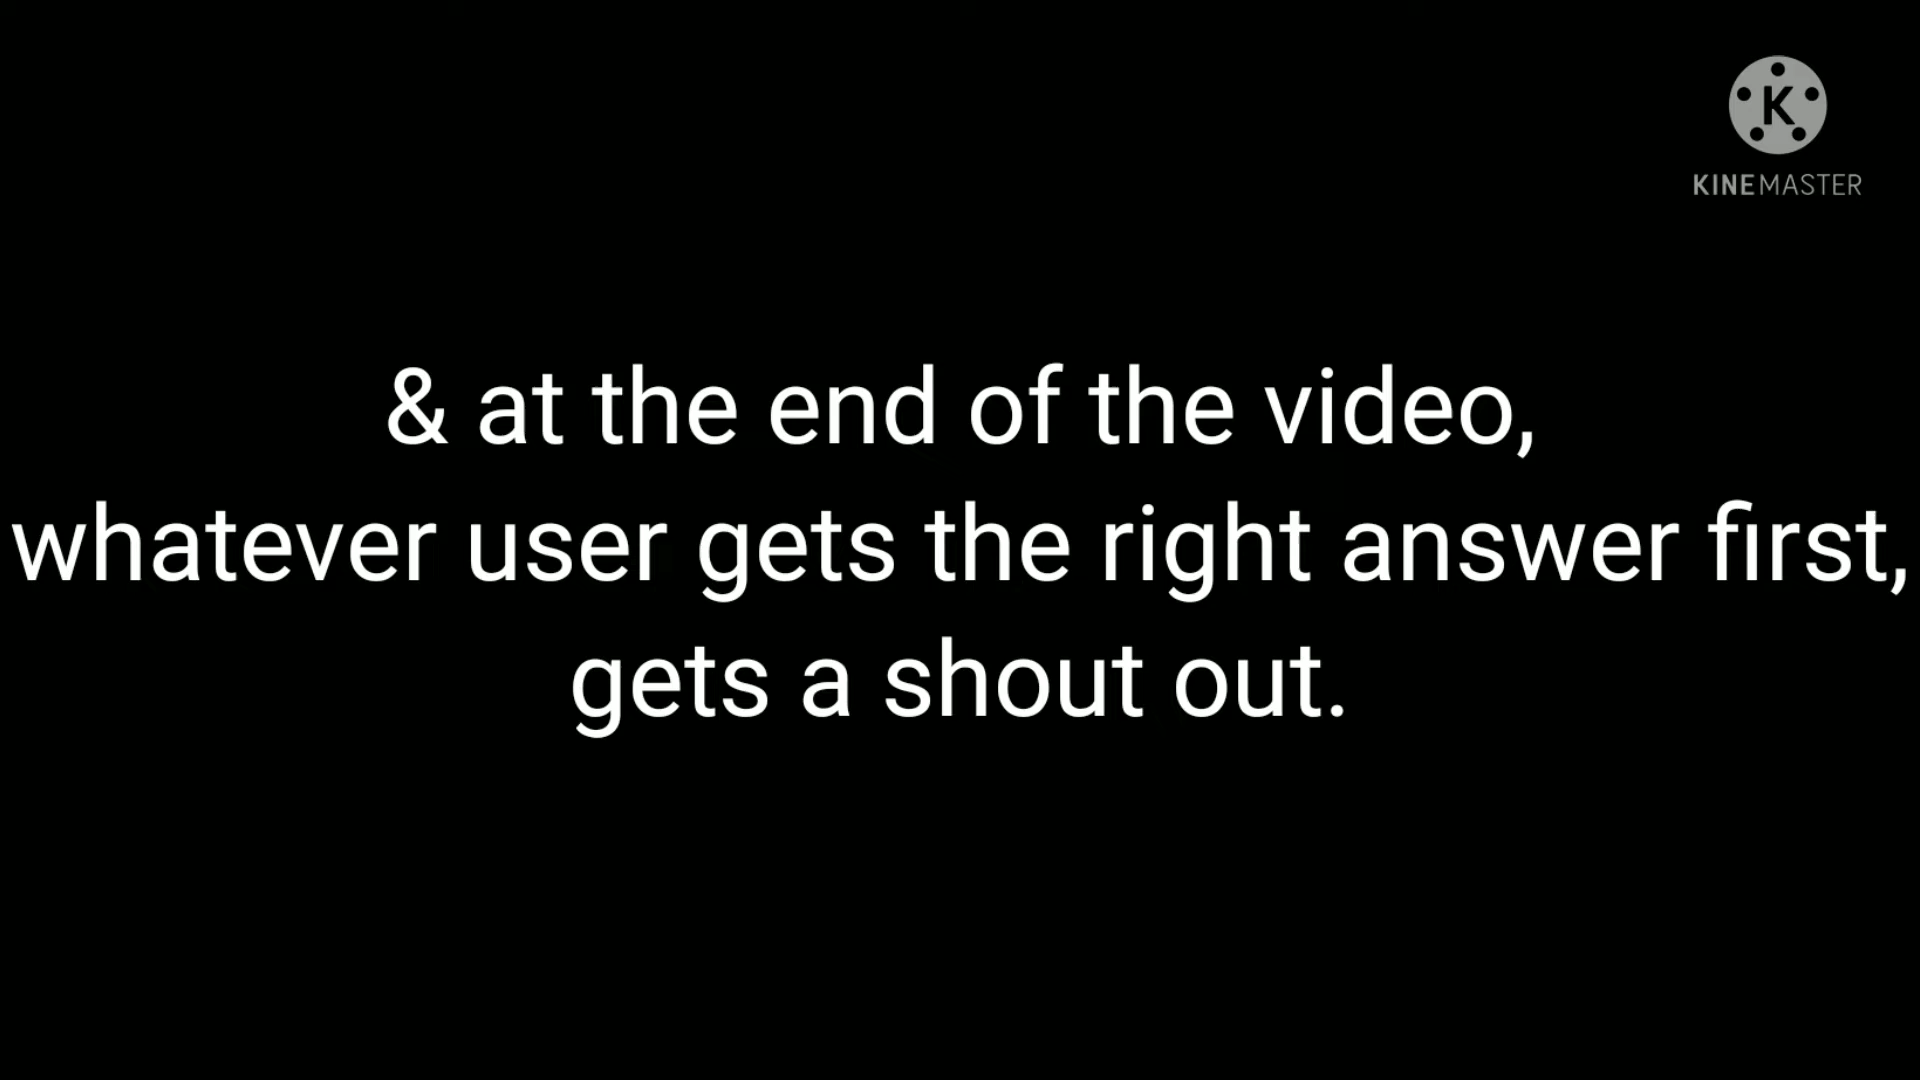 K
KINEMASTER
& at the end of the video,
whatever user gets the right answer first,
gets a shout out.